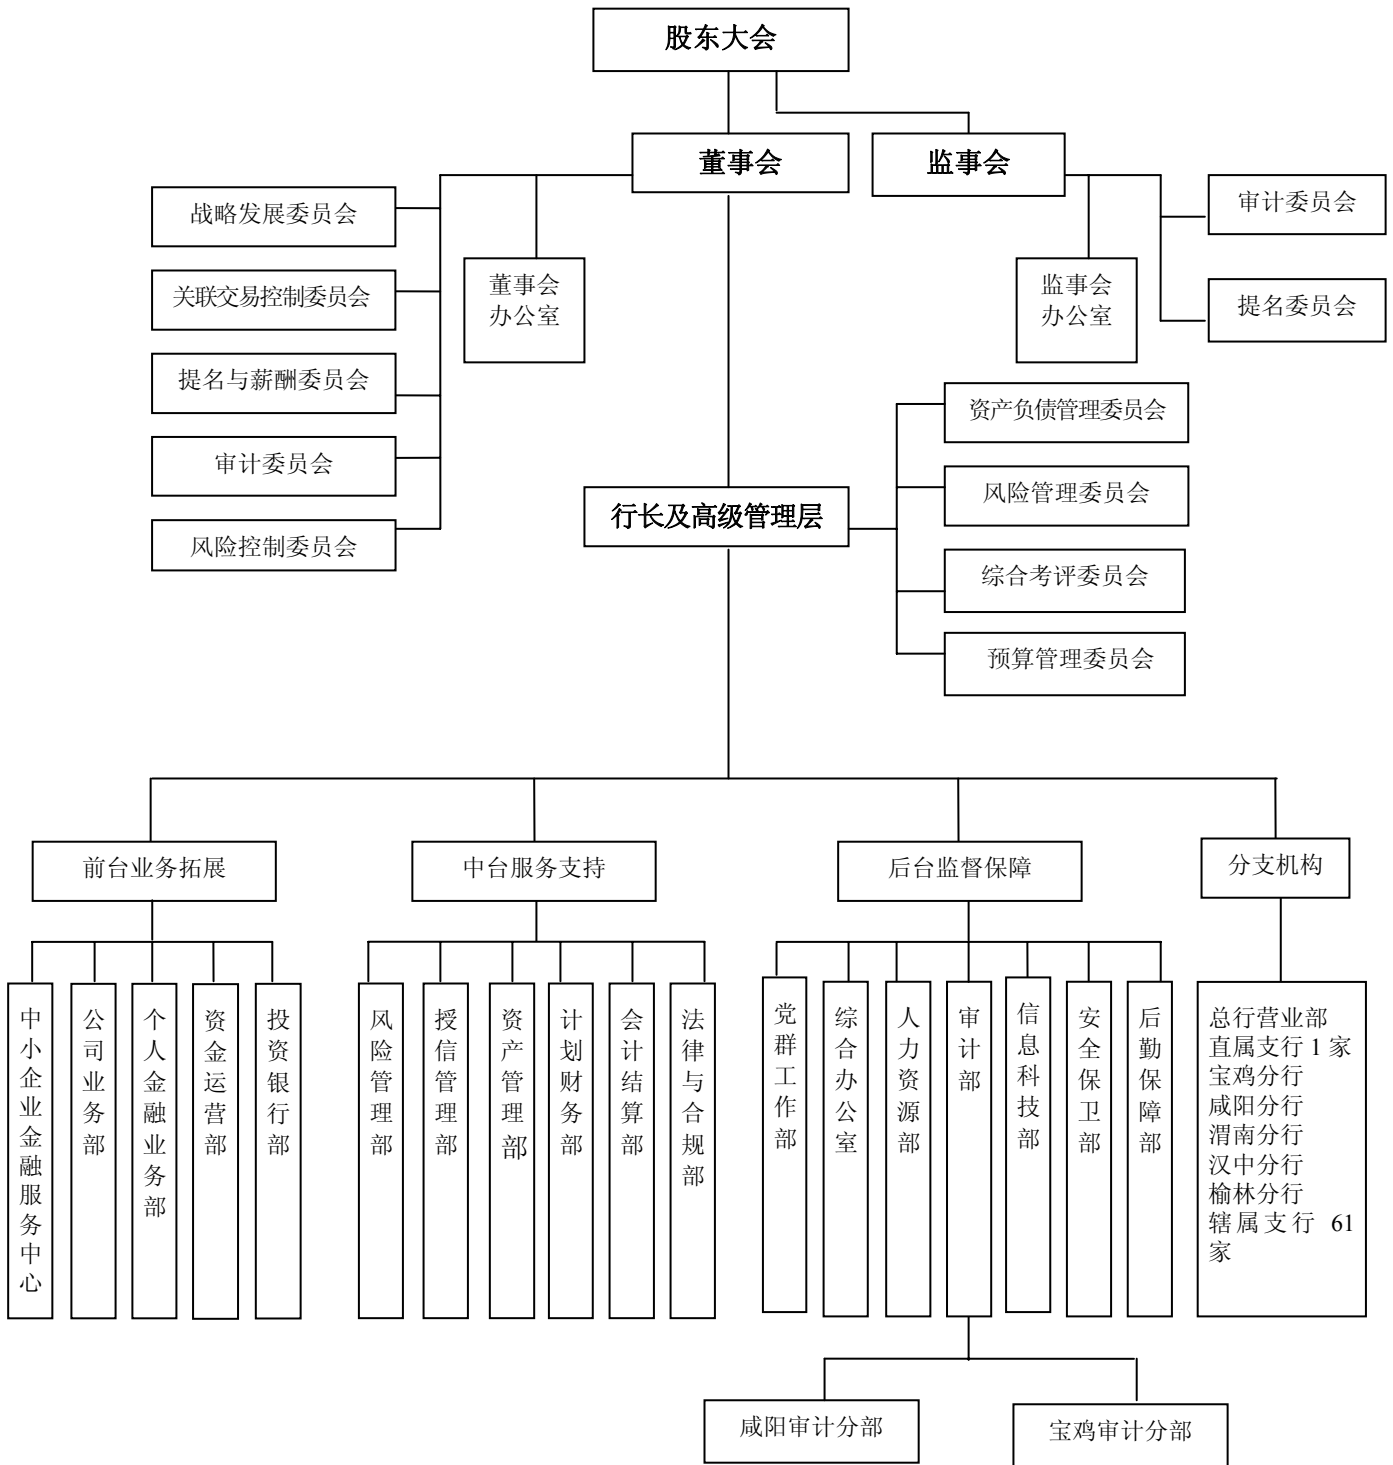 股东大会
董事会
监事会
战略发展委员会
关联交易控制委员会
提名与薪酬委员会
审计委员会
风险控制委员会
董事会
办公室
监事会
办公室
审计委员会
提名委员会
行长及高级管理层
资产负债管理委员会
风险管理委员会
综合考评委员会
预算管理委员会
前台业务拓展
中台服务支持
后台监督保障
分支机构
中小企业金融服务中心
公司业务部
个人金融业务部
资金运营部
投资银行部
风险管理部
授信管理部
资产管理部
计划财务部
会计结算部
法律与合规部
党群工作部
综合办公室
人力资源部
审计部
信息科技部
安全保卫部
后勤保障部
总行营业部
直属支行 1 家
宝鸡分行
咸阳分行
渭南分行
汉中分行
榆林分行
辖属支行 61
家
咸阳审计分部
宝鸡审计分部